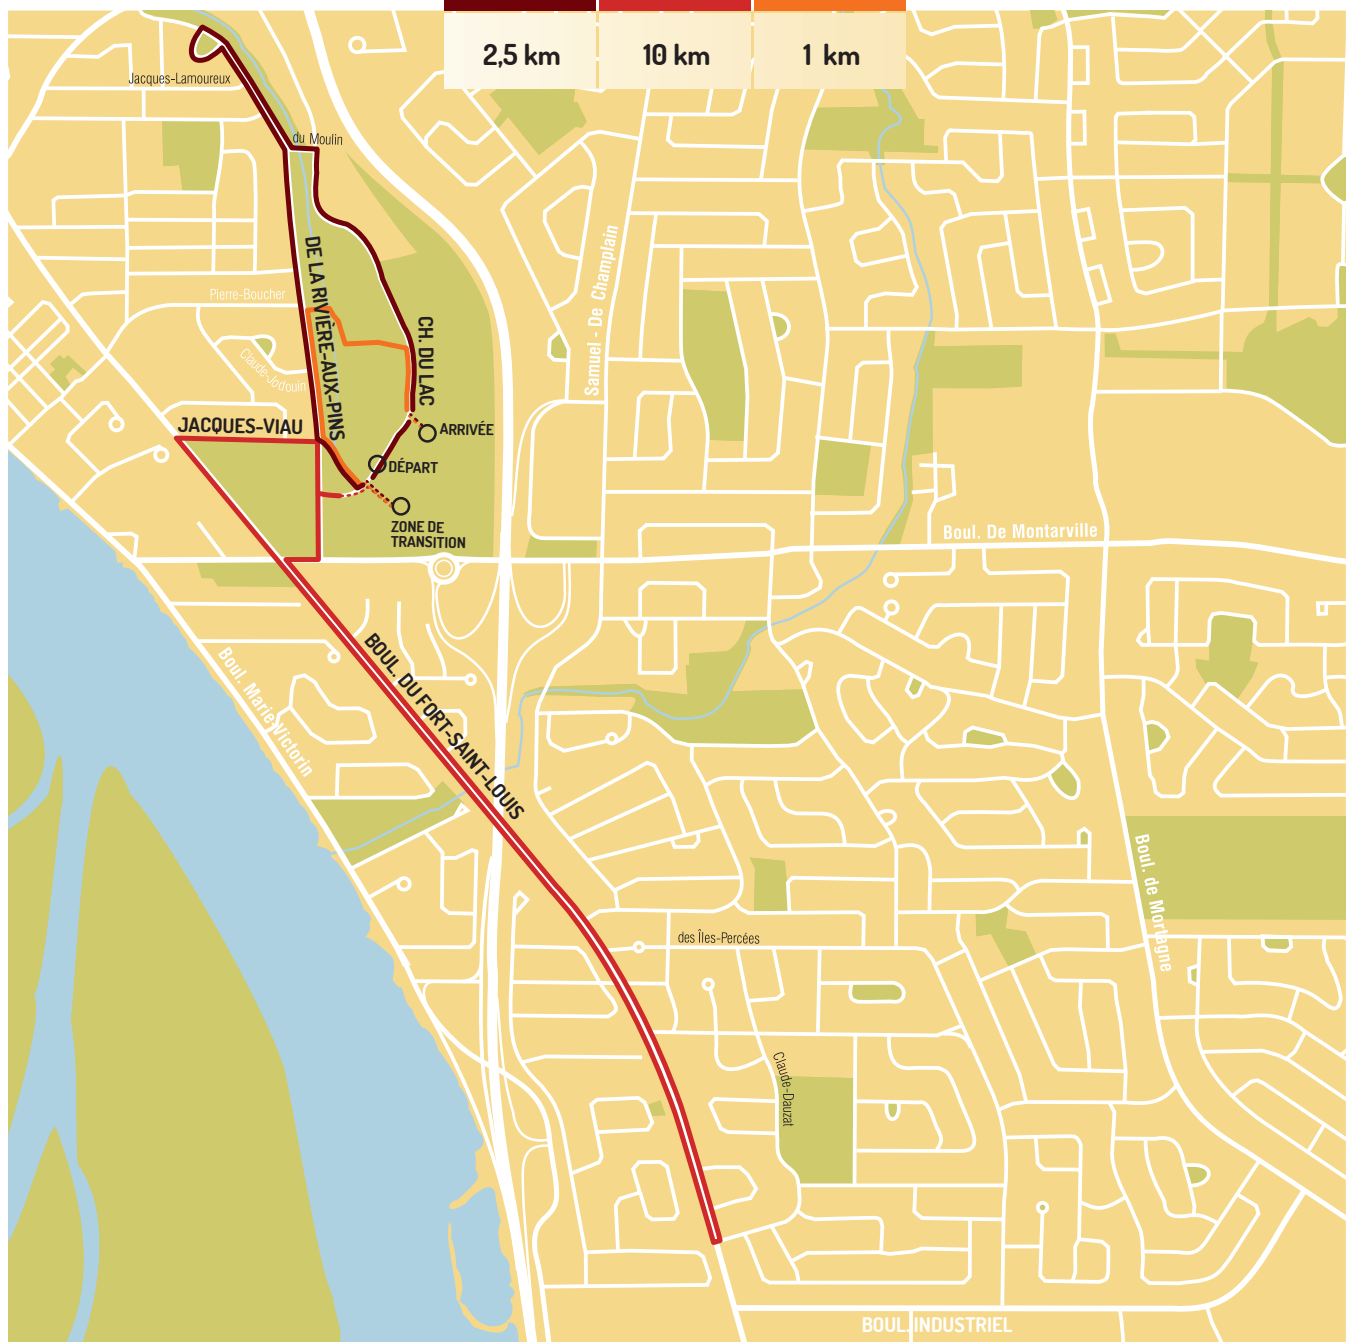 2,5 km
10 km
1 km
Jacques-Lamoureux
du Moulin
DE LA RIVIÈRE-AUX-PINS
Samuel - De Champlain
Pierre-Boucher
CH. DU LAC
Claude-Jodouin
JACQUES-VIAU
ARRIVÉE
DÉPART
ZONE DE
TRANSITION
Boul. De Montarville
BOUL. DU FORT-SAINT-LOUIS
Boul. Marie-Victorin
Boul. de Mortagne
des Îles-Percées
Claude-Dauzat
BOUL. INDUSTRIEL